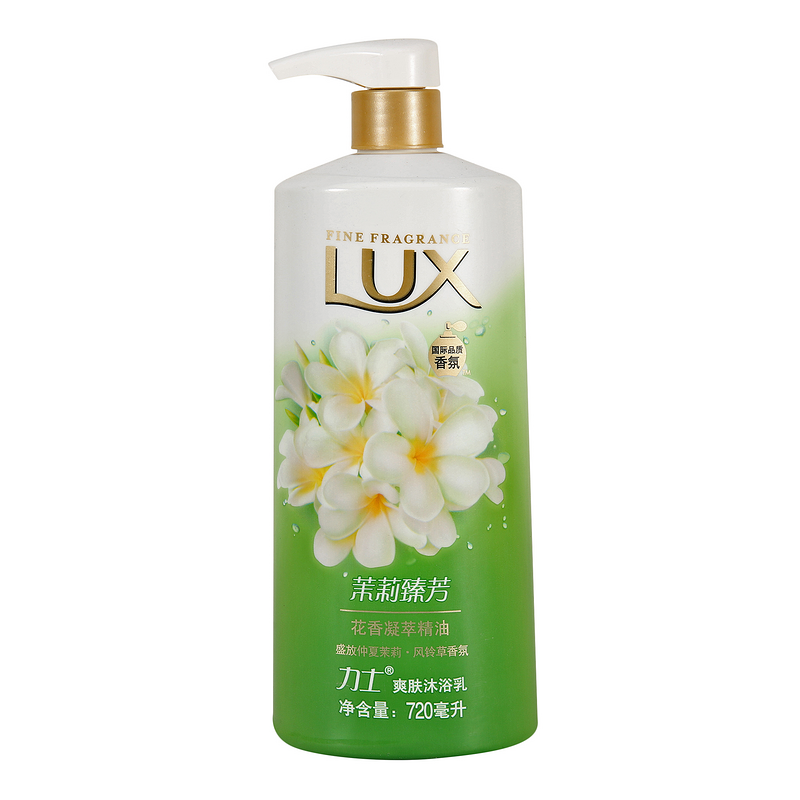 FINE FRAGRANCE
LUX
国际品质
香氛
茉莉臻芳
花香凝萃精油
盛放仲夏茉莉·风铃草香氛
力士®爽肤沐浴乳
净含量：720毫升